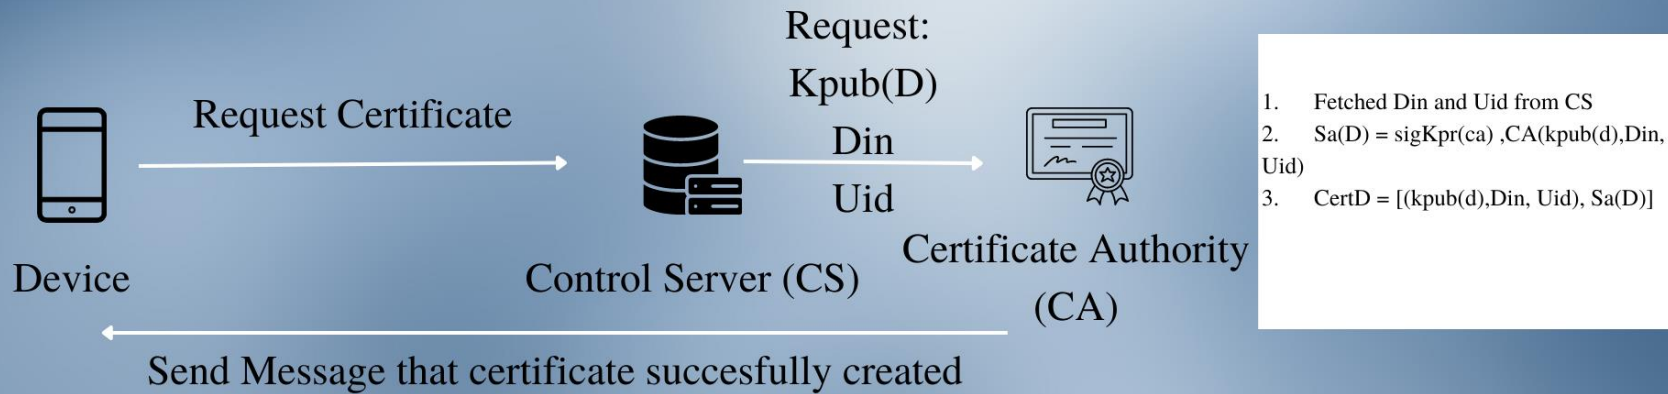 Request Certificate
Device
Control Server (CS)
Request:
Kpub(D)
Din
Uid
Certificate Authority
(CA)
Send Message that certificate succesfully created
1. Fetched Din and Uid from CS
2. Sa(D) = sigKpr(ca) ,CA(kpub(d),Din,
Uid)
3. CertD = [(kpub(d),Din, Uid), Sa(D)]